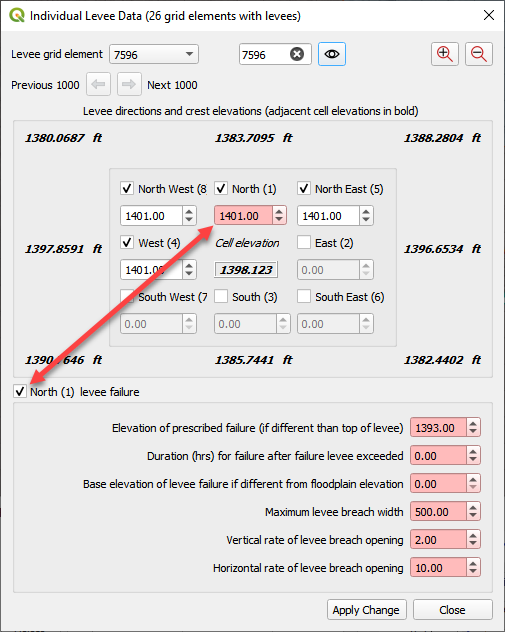 Individual Levee Data (26 grid elements with levees)
Levee grid element 7596 7596
Previous 1000 Next 1000
Levee directions and crest elevations (adjacent cell elevations in bold)
1380.0687 ft 1383.7095 ft 1388.2804 ft
North West (8 North (1) North East (5)
1401.00 1401.00 1401.00
1397.8591 ft West (4) Cell elevation East (2) 1396.6534 ft
1401.00 1398.123 0.00
South West (7 South (3) South East (6)
0.00 0.00 0.00
ft 1385.7441 ft 1382.4402 ft
North (1) levee failure
Elevation of prescribed failure (if different than top of levee) 1393.00
Duration (hrs) for failure after failure levee exceeded 0.00
Base elevation of levee failure if different from floodplain elevation 0.00
Maximum levee breach width 500.00
Vertical rate of levee breach opening 2.00
Horizontal rate of levee breach opening 10.00
Apply Change Close